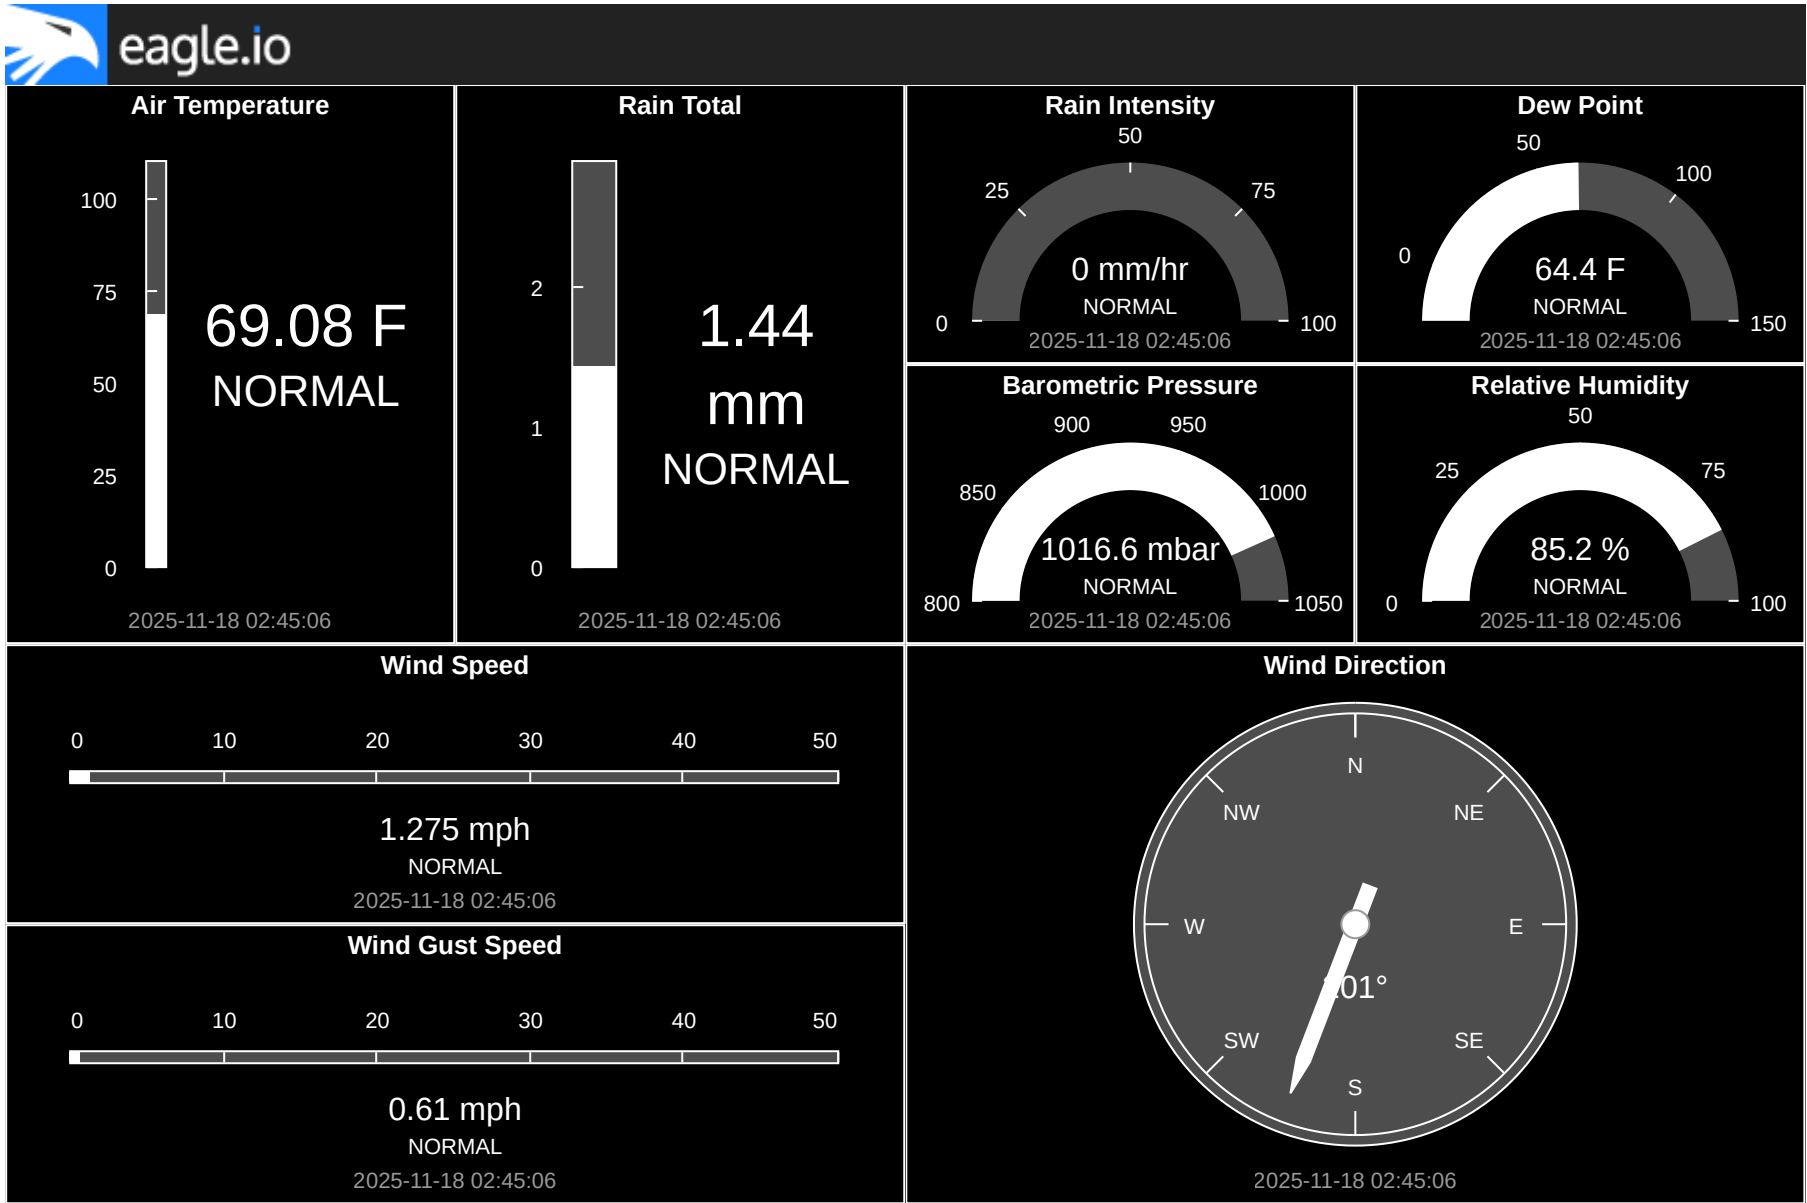 eagle.io
Air Temperature
100
75
50
25
0
69.08 F
NORMAL
2025-11-18 02:45:06
Rain Total
2
1
0
1.44
mm
NORMAL
2025-11-18 02:45:06
Rain Intensity
50
25
75
0
100
0 mm/hr
NORMAL
2025-11-18 02:45:06
Dew Point
50
100
0
150
64.4 F
NORMAL
2025-11-18 02:45:06
Barometric Pressure
900
950
850
1000
800
1050
1016.6 mbar
NORMAL
2025-11-18 02:45:06
Relative Humidity
50
25
75
0
100
85.2 %
NORMAL
2025-11-18 02:45:06
Wind Speed
0 10 20 30 40 50
1.275 mph
NORMAL
2025-11-18 02:45:06
Wind Gust Speed
0 10 20 30 40 50
0.61 mph
NORMAL
2025-11-18 02:45:06
Wind Direction
N
NW
NE
W
E
SW
SE
S
2025-11-18 02:45:06